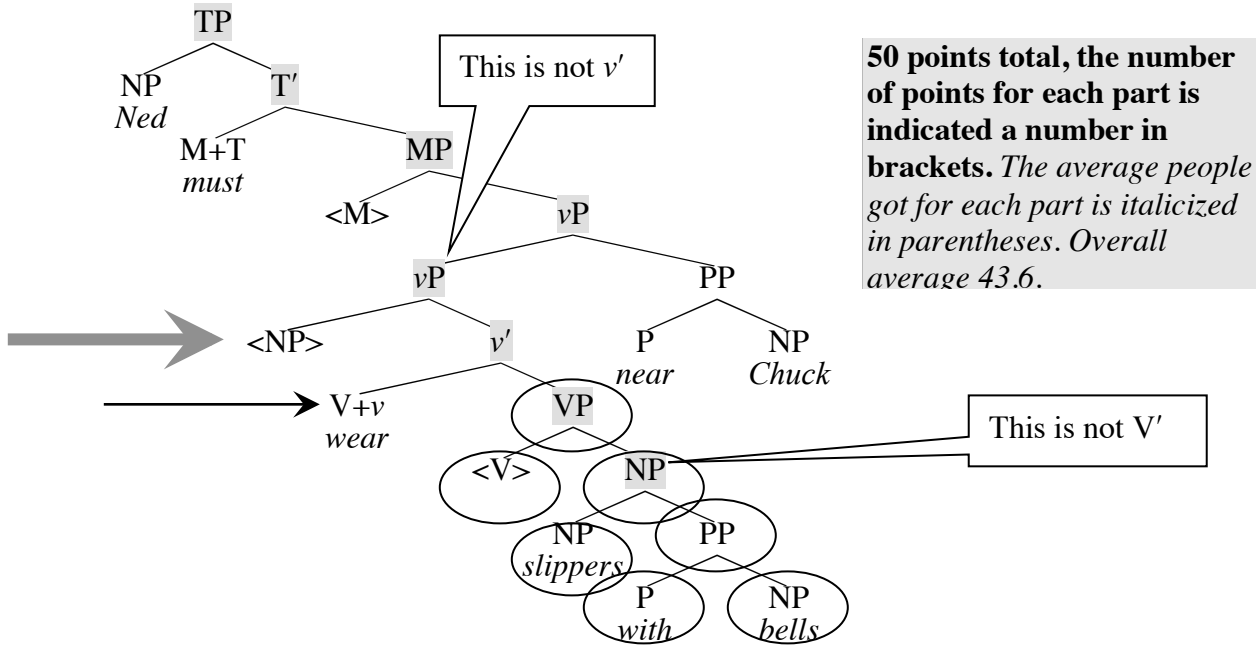 TP
This is not v′
50 points total, the number
of points for each part is
indicated a number in
brackets. The average people
got for each part is italicized
in parentheses. Overall
average 43.6.
NP
Ned
T′
M+T
must
MP
<M>
vP
vP
PP
<NP>
v′
P
near
NP
Chuck
V+v
wear
VP
This is not V′
<V>
NP
NP
slippers
PP
P
with
NP
bells